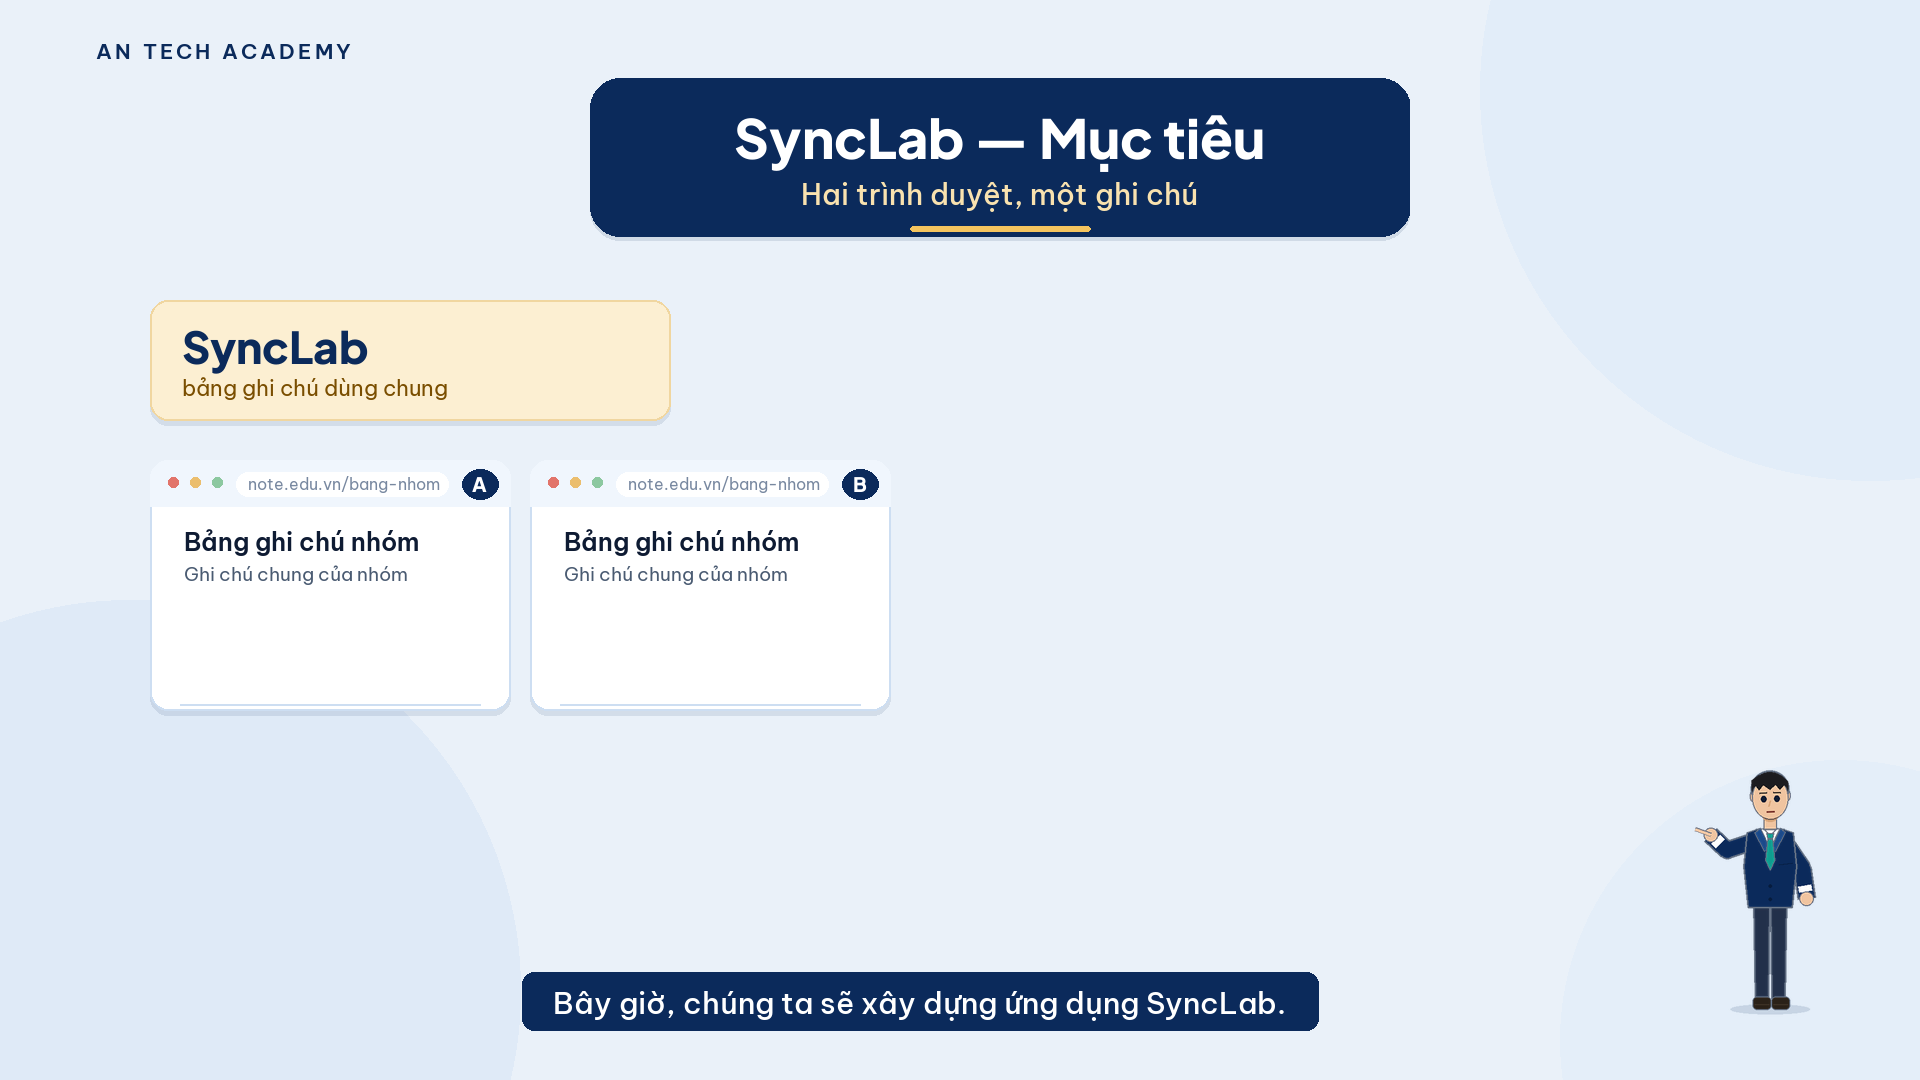 AN TECH ACADEMY
SyncLab — Mục tiêu
Hai trình duyệt, một ghi chú
SyncLab
bảng ghi chú dùng chung
note.edu.vn/bang-nhom A
Bảng ghi chú nhóm
Ghi chú chung của nhóm
note.edu.vn/bang-nhom B
Bảng ghi chú nhóm
Ghi chú chung của nhóm
Bây giờ, chúng ta sẽ xây dựng ứng dụng SyncLab.